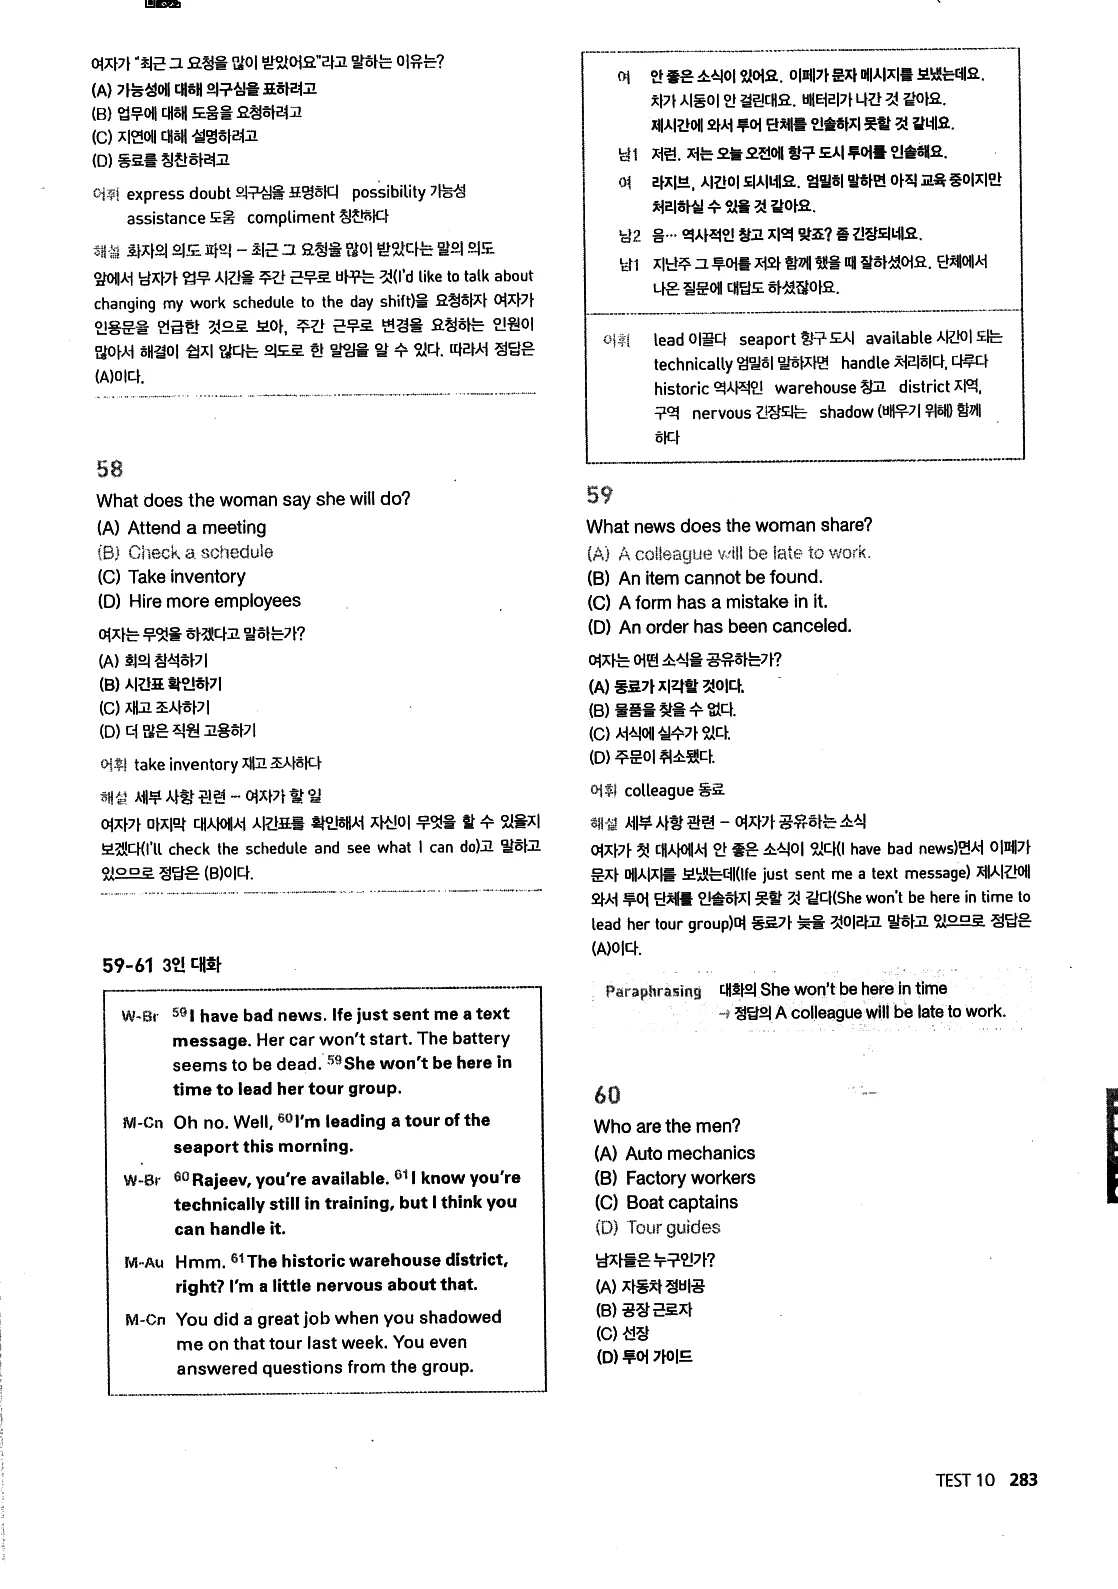 여자가 "최근 그 요청을 많이 받았어요"라고 말하는 이유는?
(A) 가능성에 대해 의구심을 표하려고
(B) 업무에 대해 도움을 요청하려고
(C) 지연에 대해 설명하려고
(D) 동료를 칭찬하려고
어휘 express doubt 의구심을 표명하다 possibility 가능성
assistance 도움 compliment 칭찬하다
해설 화자의 의도 파악 – 최근 그 요청을 많이 받았다는 말의 의도
앞에서 남자가 업무 시간을 주간 근무로 바꾸는 것(I'd like to talk about
changing my work schedule to the day shift)을 요청하자 여자가
인용문을 언급한 것으로 보아, 주간 근무로 변경을 요청하는 인원이
많아서 해결이 쉽지 않다는 의도로 한 말임을 알 수 있다. 따라서 정답은
(A)이다.
58
What does the woman say she will do?
(A) Attend a meeting
(B) Check a schedule
(C) Take inventory
(D) Hire more employees
여자는 무엇을 하겠다고 말하는가?
(A) 회의 참석하기
(B) 시간표 확인하기
(C) 재고 조사하기
(D) 더 많은 직원 고용하기
어휘 take inventory 재고 조사하다
해설 세부 사항 관련 – 여자가 할 일
여자가 마지막 대사에서 시간표를 확인해서 자신이 무엇을 할 수 있을지
보겠다(I'll check the schedule and see what I can do)고 말하고
있으므로 정답은 (B)이다.
59-61 3인 대화
W-Br 59 I have bad news. Ife just sent me a text
message. Her car won't start. The battery
seems to be dead. 59 She won't be here in
time to lead her tour group.
M-Cn Oh no. Well, 60 I'm leading a tour of the
seaport this morning.
W-Br 60 Rajeev, you're available. 61 I know you're
technically still in training, but I think you
can handle it.
M-Au Hmm. 61 The historic warehouse district,
right? I'm a little nervous about that.
M-Cn You did a great job when you shadowed
me on that tour last week. You even
answered questions from the group.
여 안 좋은 소식이 있어요. 이페가 문자 메시지를 보냈는데요.
차가 시동이 안 걸린대요. 배터리가 나간 것 같아요.
제시간에 와서 투어 단체를 인솔하지 못할 것 같네요.
남1 저런. 저는 오늘 오전에 항구 도시 투어를 인솔해요.
여 라지브, 시간이 되시네요. 엄밀히 말하면 아직 교육 중이지만
처리하실 수 있을 것 같아요.
남2 음… 역사적인 창고 지역 맞죠? 좀 긴장되네요.
남1 지난주 그 투어를 저와 함께 했을 때 잘하셨어요. 단체에서
나온 질문에 대답도 하셨잖아요.
어휘 lead 이끌다 seaport 항구 도시 available 시간이 되는
technically 엄밀히 말하자면 handle 처리하다, 다루다
historic 역사적인 warehouse 창고 district 지역,
구역 nervous 긴장되는 shadow (배우기 위해) 함께
하다
59
What news does the woman share?
(A) A colleague will be late to work.
(B) An item cannot be found.
(C) A form has a mistake in it.
(D) An order has been canceled.
여자는 어떤 소식을 공유하는가?
(A) 동료가 지각할 것이다.
(B) 물품을 찾을 수 없다.
(C) 서식에 실수가 있다.
(D) 주문이 취소됐다.
어휘 colleague 동료
해설 세부 사항 관련 – 여자가 공유하는 소식
여자가 첫 대사에서 안 좋은 소식이 있다(I have bad news)면서 이페가
문자 메시지를 보냈는데(Ife just sent me a text message) 제시간에
와서 투어 단체를 인솔하지 못할 것 같다(She won't be here in time to
lead her tour group)며 동료가 늦을 것이라고 말하고 있으므로 정답은
(A)이다.
Paraphrasing 대화의 She won't be here in time
→ 정답의 A colleague will be late to work.
60
Who are the men?
(A) Auto mechanics
(B) Factory workers
(C) Boat captains
(D) Tour guides
남자들은 누구인가?
(A) 자동차 정비공
(B) 공장 근로자
(C) 선장
(D) 투어 가이드
TEST 10 283